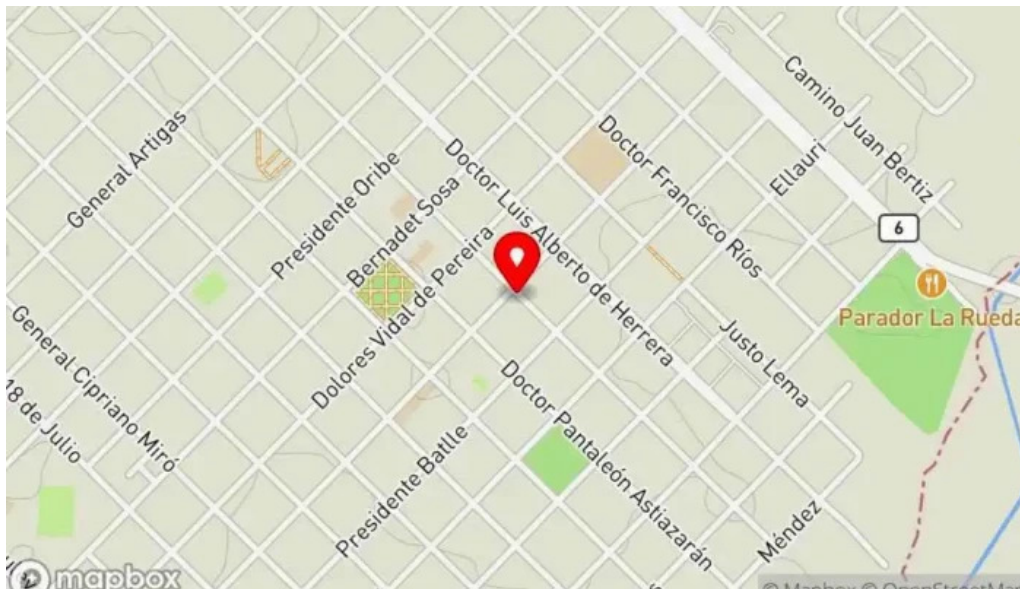 General Artigas
Presidente Oribe
Bernadet Sosa
Dolores Vidal de Pereira
Doctor Luis Alberto de Herrera
Doctor Francisco Ríos
Ellauri
Camino Juan Bertiz
6
Parador La Rueda
Justo Lema
General Cipriano Miró
18 de Julio
Presidente Batlle
Doctor Pantaleón Astiazarán
Méndez
mapbox
© Mapbox © OpenStreetMap